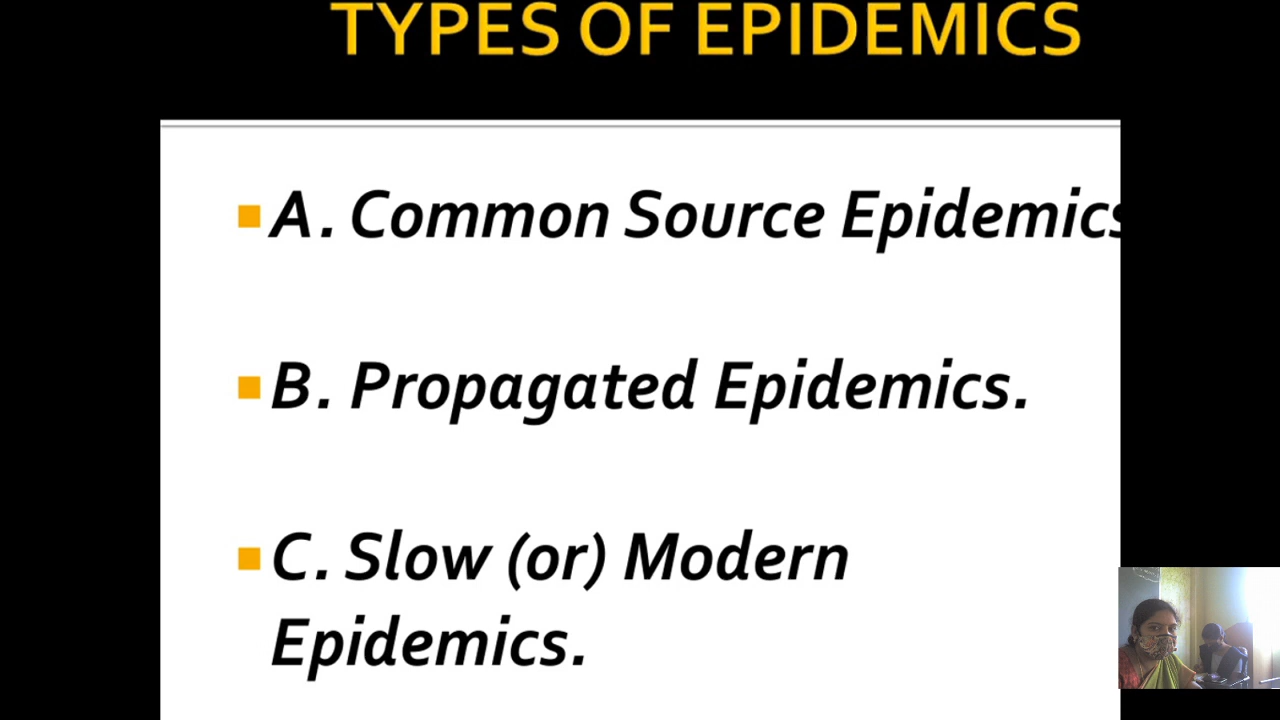 TYPES OF EPIDEMICS
A. Common Source Epidemics
B. Propagated Epidemics.
C. Slow (or) Modern
Epidemics.